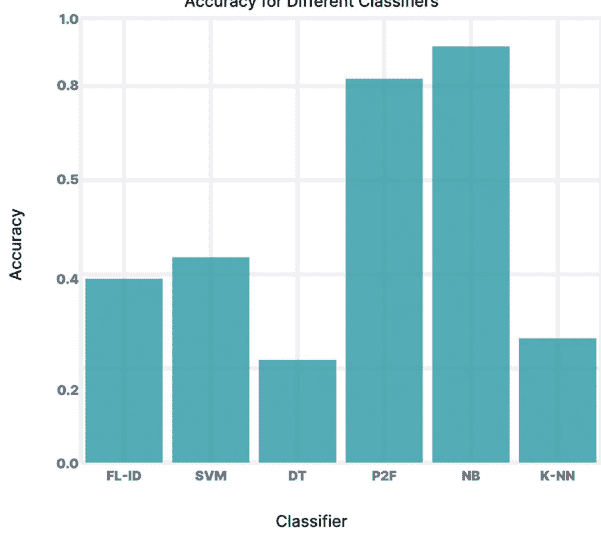 Accuracy for Different Classifiers
1.0
0.8
0.5
0.4
0.2
0.0
Accuracy
FL-ID SVM DT P2F NB K-NN
Classifier